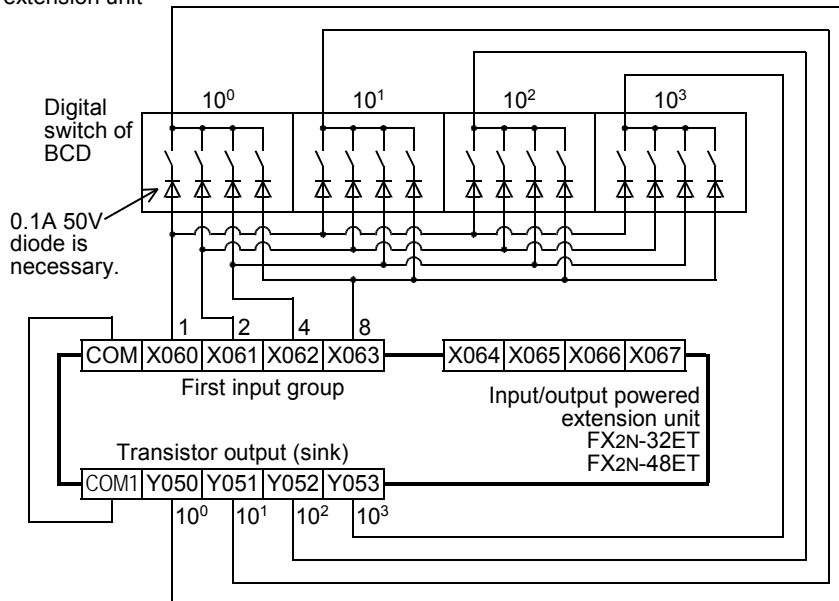 extension unit
10⁰ 10¹ 10² 10³
Digital
switch of
BCD
0.1A 50V
diode is
necessary.
1 2 4 8
COM X060 X061 X062 X063 X064 X065 X066 X067
First input group
Input/output powered
extension unit
FX2N-32ET
FX2N-48ET
Transistor output (sink)
COM1 Y050 Y051 Y052 Y053
10⁰ 10¹ 10² 10³